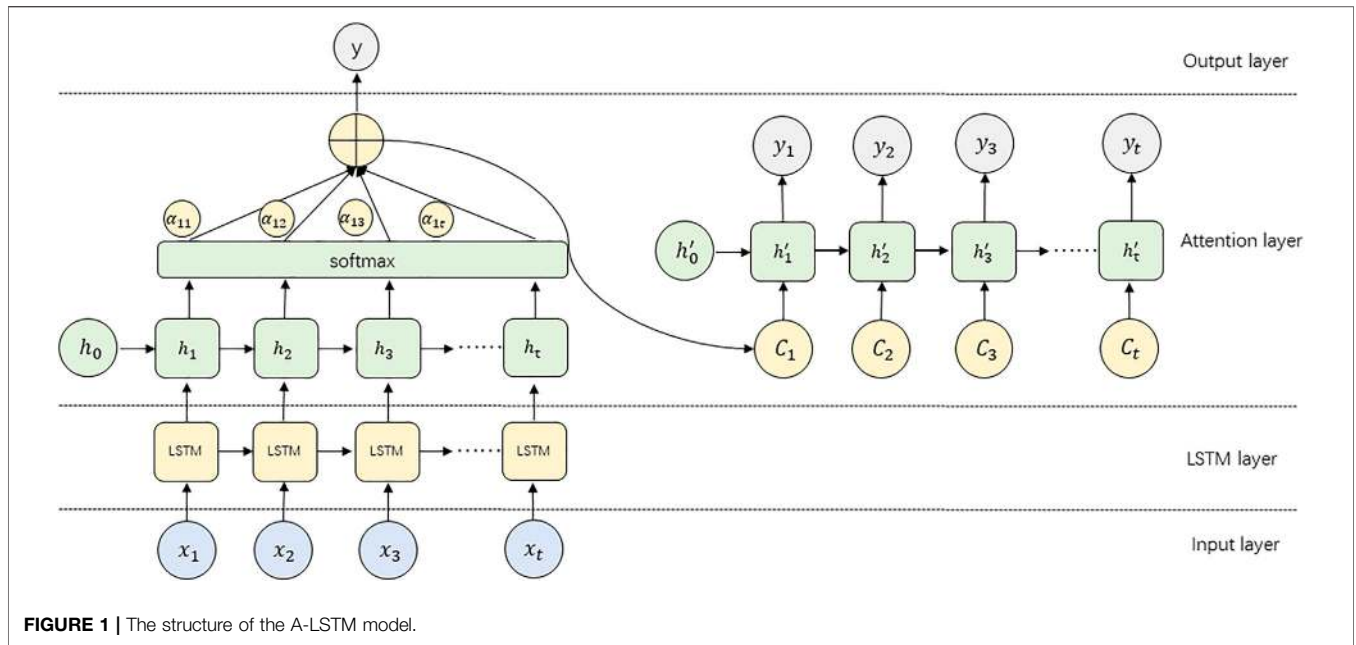 y
Output layer
y₁ y₂ y₃ yₜ
α₁₁ α₁₂ α₁₃ α₁ₜ
softmax
h′₀ h′₁ h′₂ h′₃ ...... h′ₜ
Attention layer
h₀ h₁ h₂ h₃ ...... hₜ
C₁ C₂ C₃ Cₜ
LSTM LSTM LSTM ...... LSTM
LSTM layer
x₁ x₂ x₃ xₜ
Input layer
FIGURE 1 | The structure of the A-LSTM model.